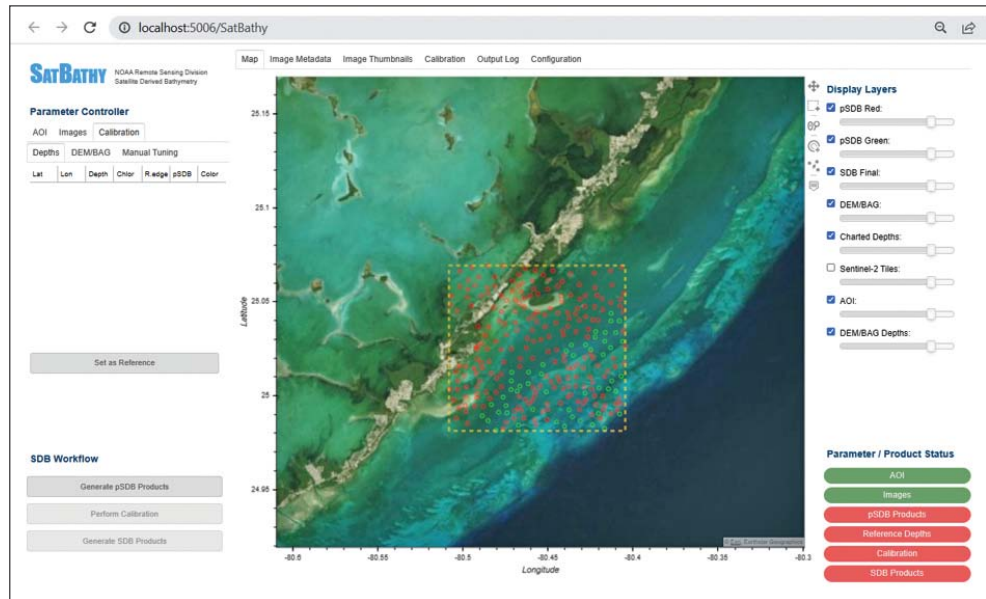 localhost:5006/SatBathy
SATBATHY
NOAA Remote Sensing Division
Satellite Derived Bathymetry
Parameter Controller
AOI Images Calibration
Depths DEM/BAG Manual Tuning
Lat Lon Depth Chlor R.edge pSDB Color
Set as Reference
SDB Workflow
Generate pSDB Products
Perform Calibration
Generate SDB Products
Map Image Metadata Image Thumbnails Calibration Output Log Configuration
25.15
25.1
25.05
25
24.95
Latitude
-80.6 -80.55 -80.5 -80.45 -80.4 -80.35 -80.3
Longitude
© Esri, Earthstar Geographics
Display Layers
pSDB Red:
pSDB Green:
SDB Final:
DEM/BAG:
Charted Depths:
Sentinel-2 Tiles:
AOI:
DEM/BAG Depths:
Parameter / Product Status
AOI
Images
pSDB Products
Reference Depths
Calibration
SDB Products